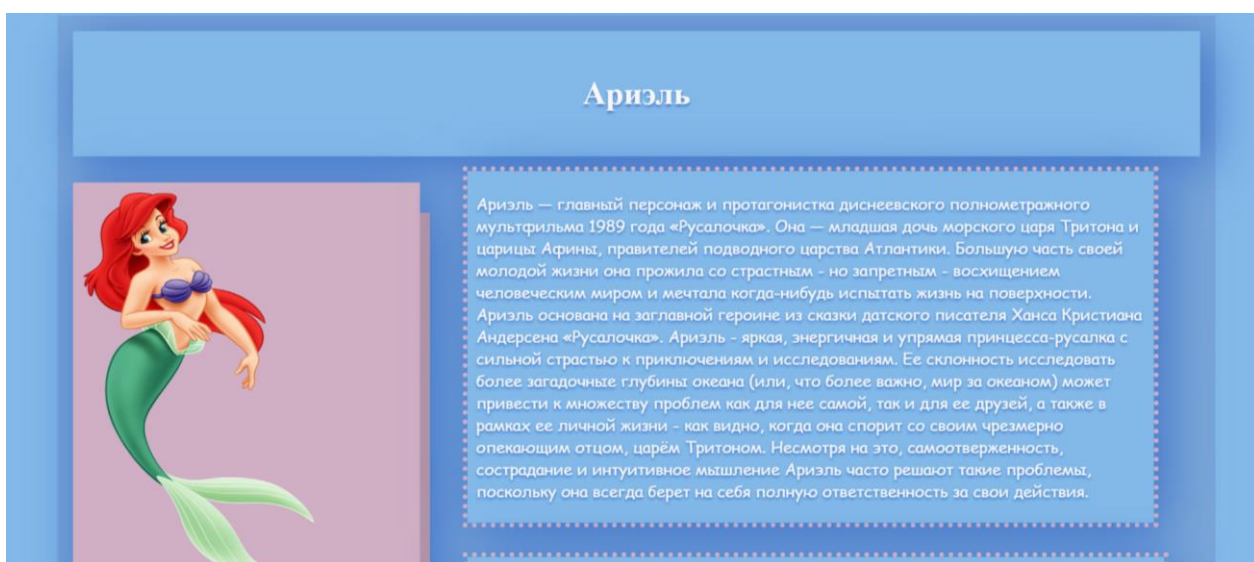 Ариэль
Ариэль — главный персонаж и протагонистка диснеевского полнометражного
мультфильма 1989 года «Русалочка». Она — младшая дочь морского царя Тритона и
царицы Афины, правителей подводного царства Атлантики. Большую часть своей
молодой жизни она прожила со страстным - но запретным - восхищением
человеческим миром и мечтала когда-нибудь испытать жизнь на поверхности.
Ариэль основана на заглавной героине из сказки датского писателя Ханса Кристиана
Андерсена «Русалочка». Ариэль - яркая, энергичная и упрямая принцесса-русалка с
сильной страстью к приключениям и исследованиям. Ее склонность исследовать
более загадочные глубины океана (или, что более важно, мир за океаном) может
привести к множеству проблем как для нее самой, так и для ее друзей, а также в
рамках ее личной жизни - как видно, когда она спорит со своим чрезмерно
опекающим отцом, царём Тритоном. Несмотря на это, самоотверженность,
сострадание и интуитивное мышление Ариэль часто решают такие проблемы,
поскольку она всегда берет на себя полную ответственность за свои действия.